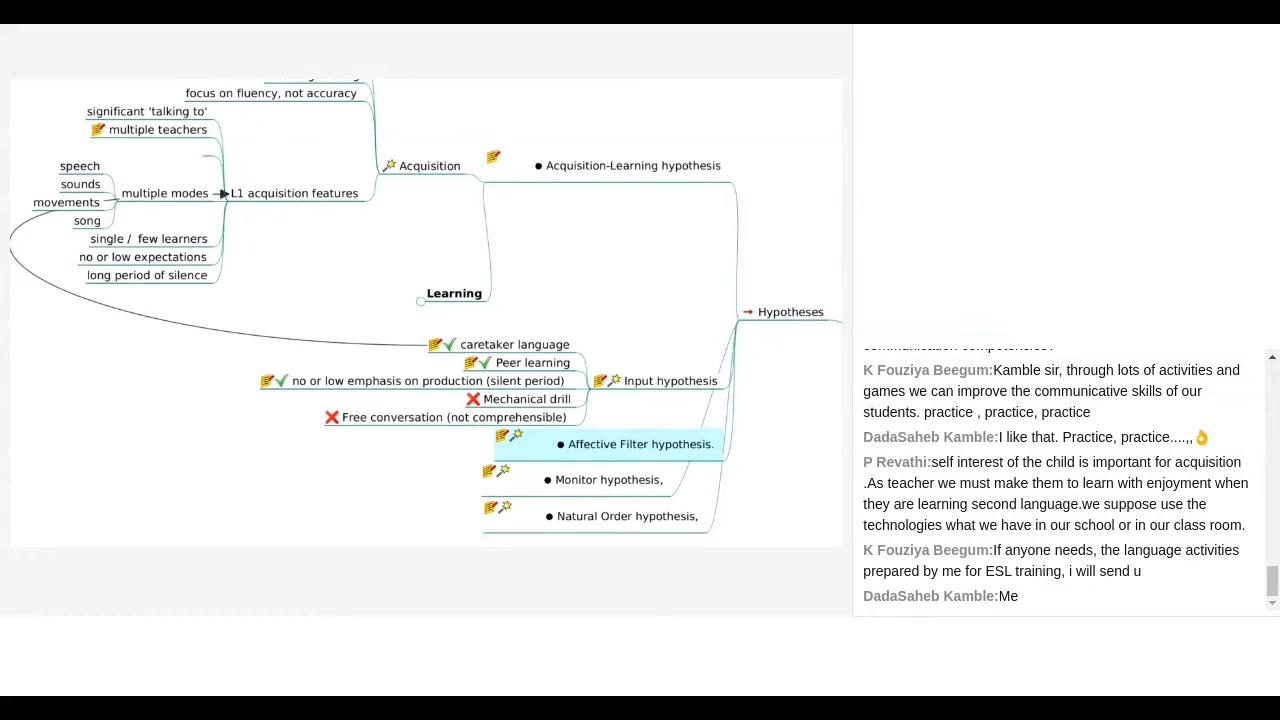 focus on fluency, not accuracy
significant 'talking to'
multiple teachers
Acquisition
● Acquisition-Learning hypothesis
speech
sounds
multiple modes
L1 acquisition features
movements
song
single / few learners
no or low expectations
long period of silence
Learning
Hypotheses
caretaker language
Peer learning
no or low emphasis on production (silent period)
Input hypothesis
Mechanical drill
Free conversation (not comprehensible)
● Affective Filter hypothesis.
● Monitor hypothesis,
● Natural Order hypothesis,
K Fouziya Beegum:Kamble sir, through lots of activities and
games we can improve the communicative skills of our
students. practice , practice, practice
DadaSaheb Kamble:I like that. Practice, practice....,,👌
P Revathi:self interest of the child is important for acquisition
.As teacher we must make them to learn with enjoyment when
they are learning second language.we suppose use the
technologies what we have in our school or in our class room.
K Fouziya Beegum:If anyone needs, the language activities
prepared by me for ESL training, i will send u
DadaSaheb Kamble:Me